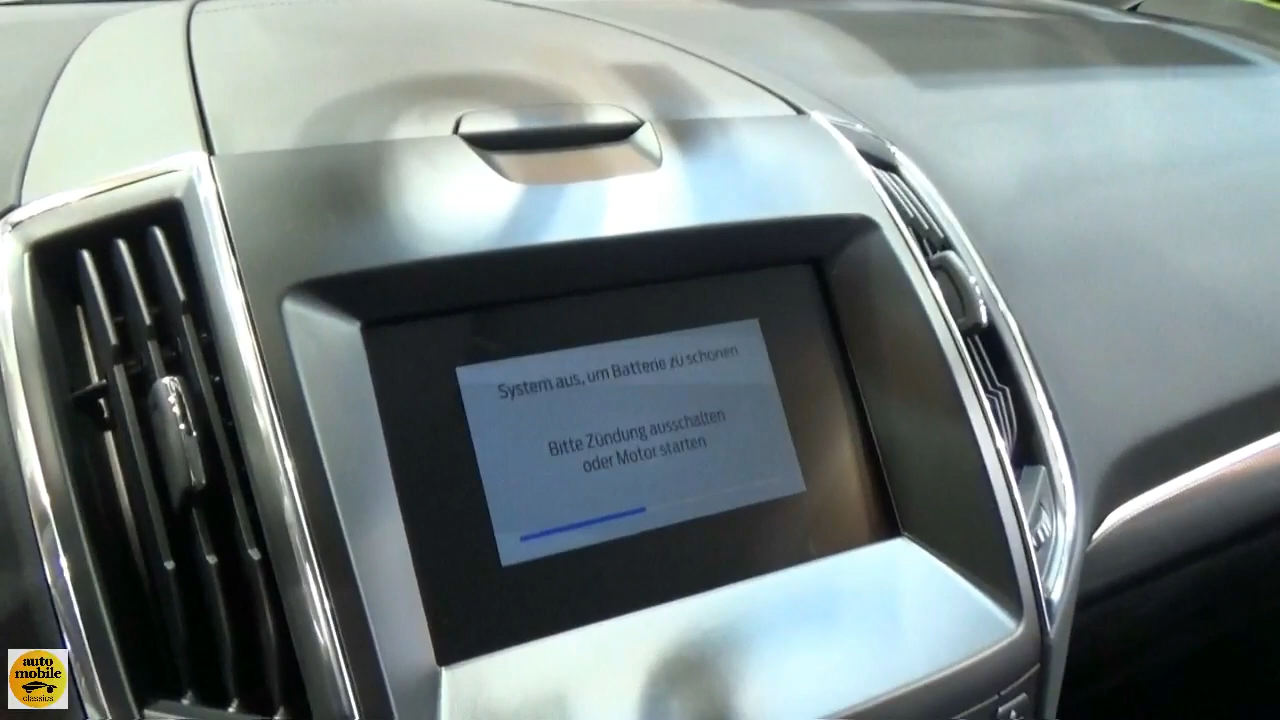 System aus, um Batterie zu schonen
Bitte Zündung ausschalten
oder Motor starten
auto
mobile
classics